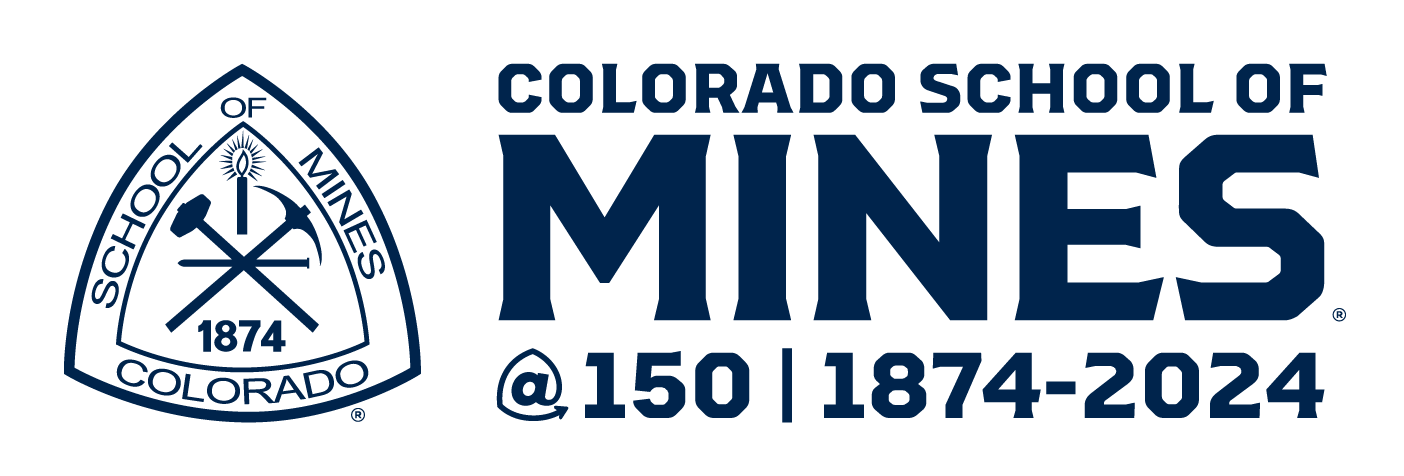 SCHOOL OF MINES
1874
COLORADO
®
COLORADO SCHOOL OF
MINES®
@150 | 1874-2024